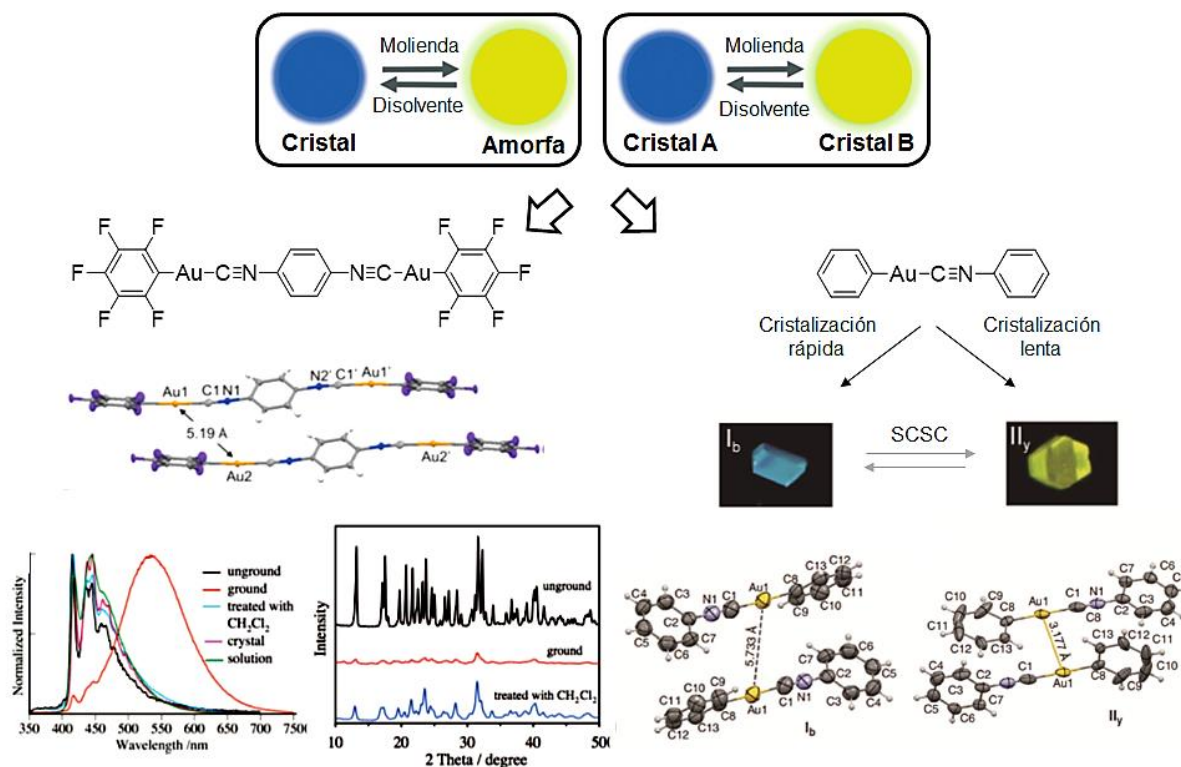 Molienda
Disolvente
Cristal
Amorfa
Molienda
Disolvente
Cristal A
Cristal B
F F
F Au C≡N N≡C Au F
F F
F F
F F
Au C≡N
Cristalización rápida
Cristalización lenta
Au1 C1 N1 N2' C1' Au1'
5.19 Å
Au2 Au2'
I b
SCSC
II y
Normalized Intensity
unground
ground
treated with
CH2Cl2
crystal
solution
350 400 450 500 550 600 650 700 750
Wavelength /nm
Intensity
unground
ground
treated with CH2Cl2
10 20 30 40 500
2 Theta / degree
C4 C3 N1 C1 Au1 C8 C13 C12
C5 C2 C9 C10 C11
C6 C7
5.733 Å
C7 C6
C11 C10 C9 C2 C5
C12 C13 C8 Au1 C1 N1 C3 C4
I b
C10 C9 C8 Au1 C1 N1 C7 C6
C11 C2 C5
C12 C13 C3 C4
3.177 Å
C4 C3 C2 C1 C13 C12 C11
C10
C5 C6 C7 Au1 C8 C9
II y